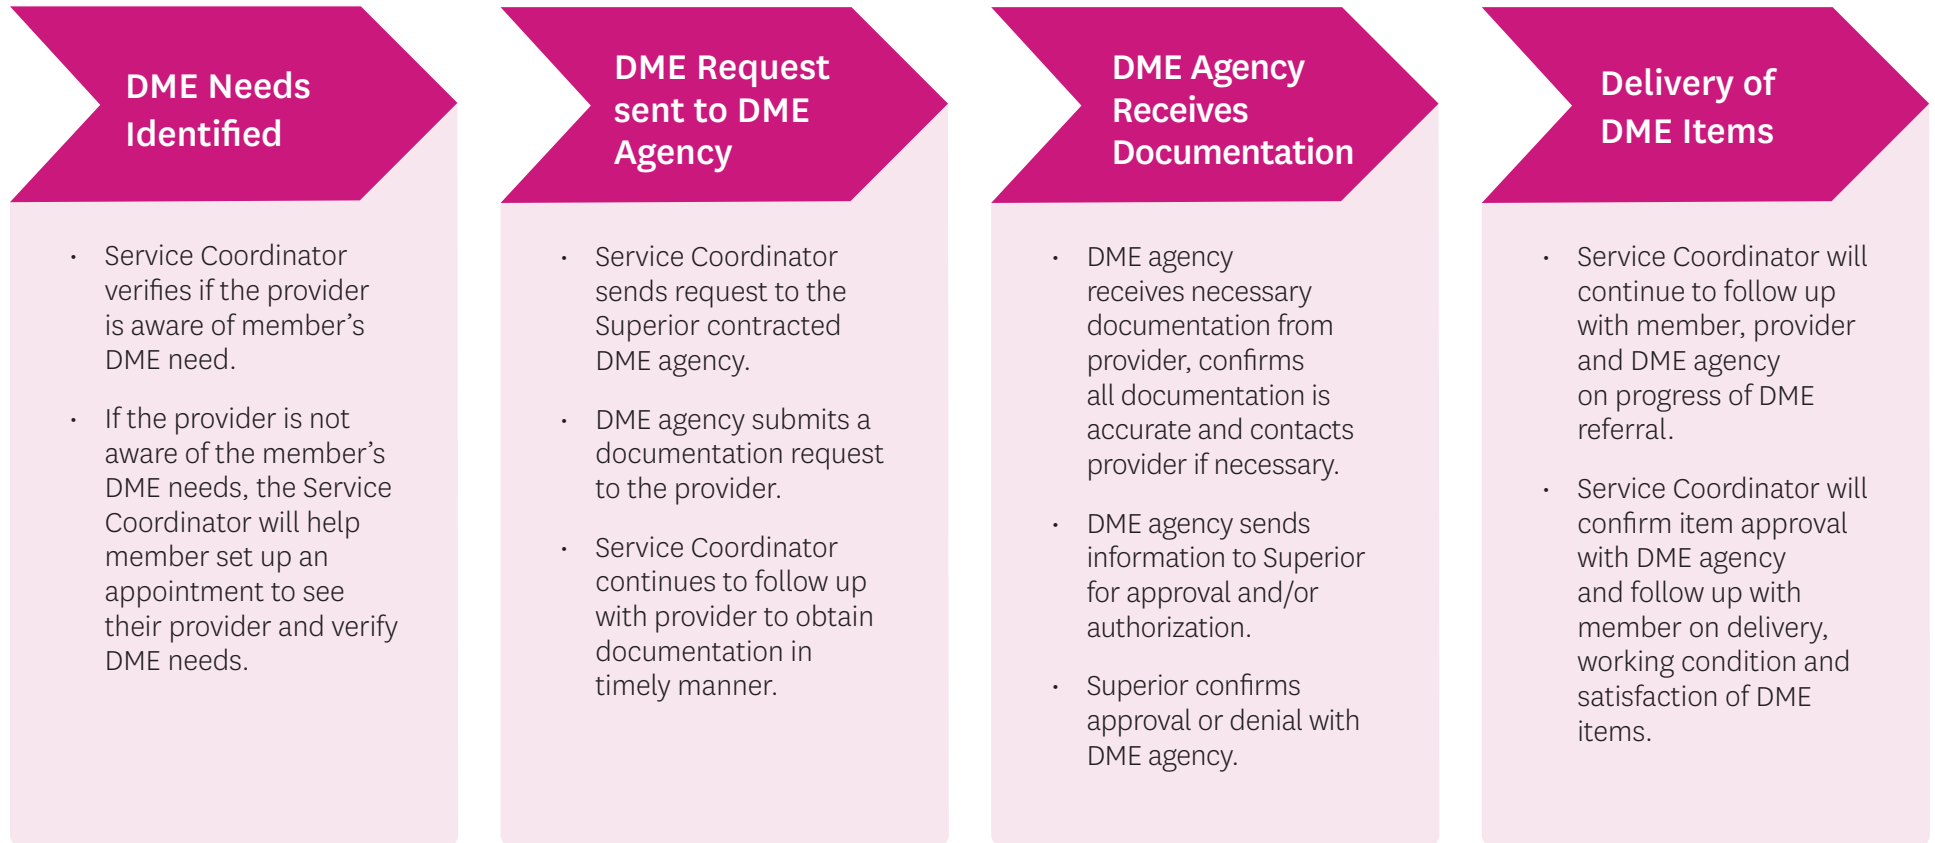 DME Needs
Identified
• Service Coordinator
verifies if the provider
is aware of member’s
DME need.
• If the provider is not
aware of the member’s
DME needs, the Service
Coordinator will help
member set up an
appointment to see
their provider and verify
DME needs.
DME Request
sent to DME
Agency
• Service Coordinator
sends request to the
Superior contracted
DME agency.
• DME agency submits a
documentation request
to the provider.
• Service Coordinator
continues to follow up
with provider to obtain
documentation in
timely manner.
DME Agency
Receives
Documentation
• DME agency
receives necessary
documentation from
provider, confirms
all documentation is
accurate and contacts
provider if necessary.
• DME agency sends
information to Superior
for approval and/or
authorization.
• Superior confirms
approval or denial with
DME agency.
Delivery of
DME Items
• Service Coordinator will
continue to follow up
with member, provider
and DME agency
on progress of DME
referral.
• Service Coordinator will
confirm item approval
with DME agency
and follow up with
member on delivery,
working condition and
satisfaction of DME
items.